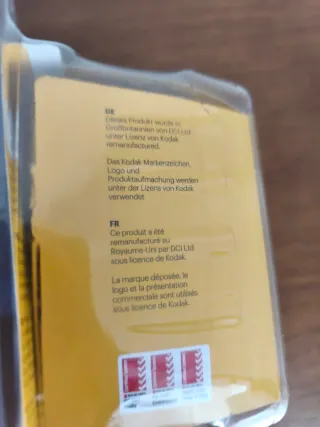 DE
Dieses Produkt wurde in
Großbritannien von DCI Ltd
unter Lizenz von Kodak
remanufactured.
Das Kodak Markenzeichen,
Logo und
Produktaufmachung werden
unter der Lizens von Kodak
verwendet
FR
Ce produit a été
remanufacturé au
Royaume-Uni par DCI Ltd
sous licence de Kodak.
La marque déposée, le
logo et la présentation
commerciale sont utilisés
sous licence de Kodak.